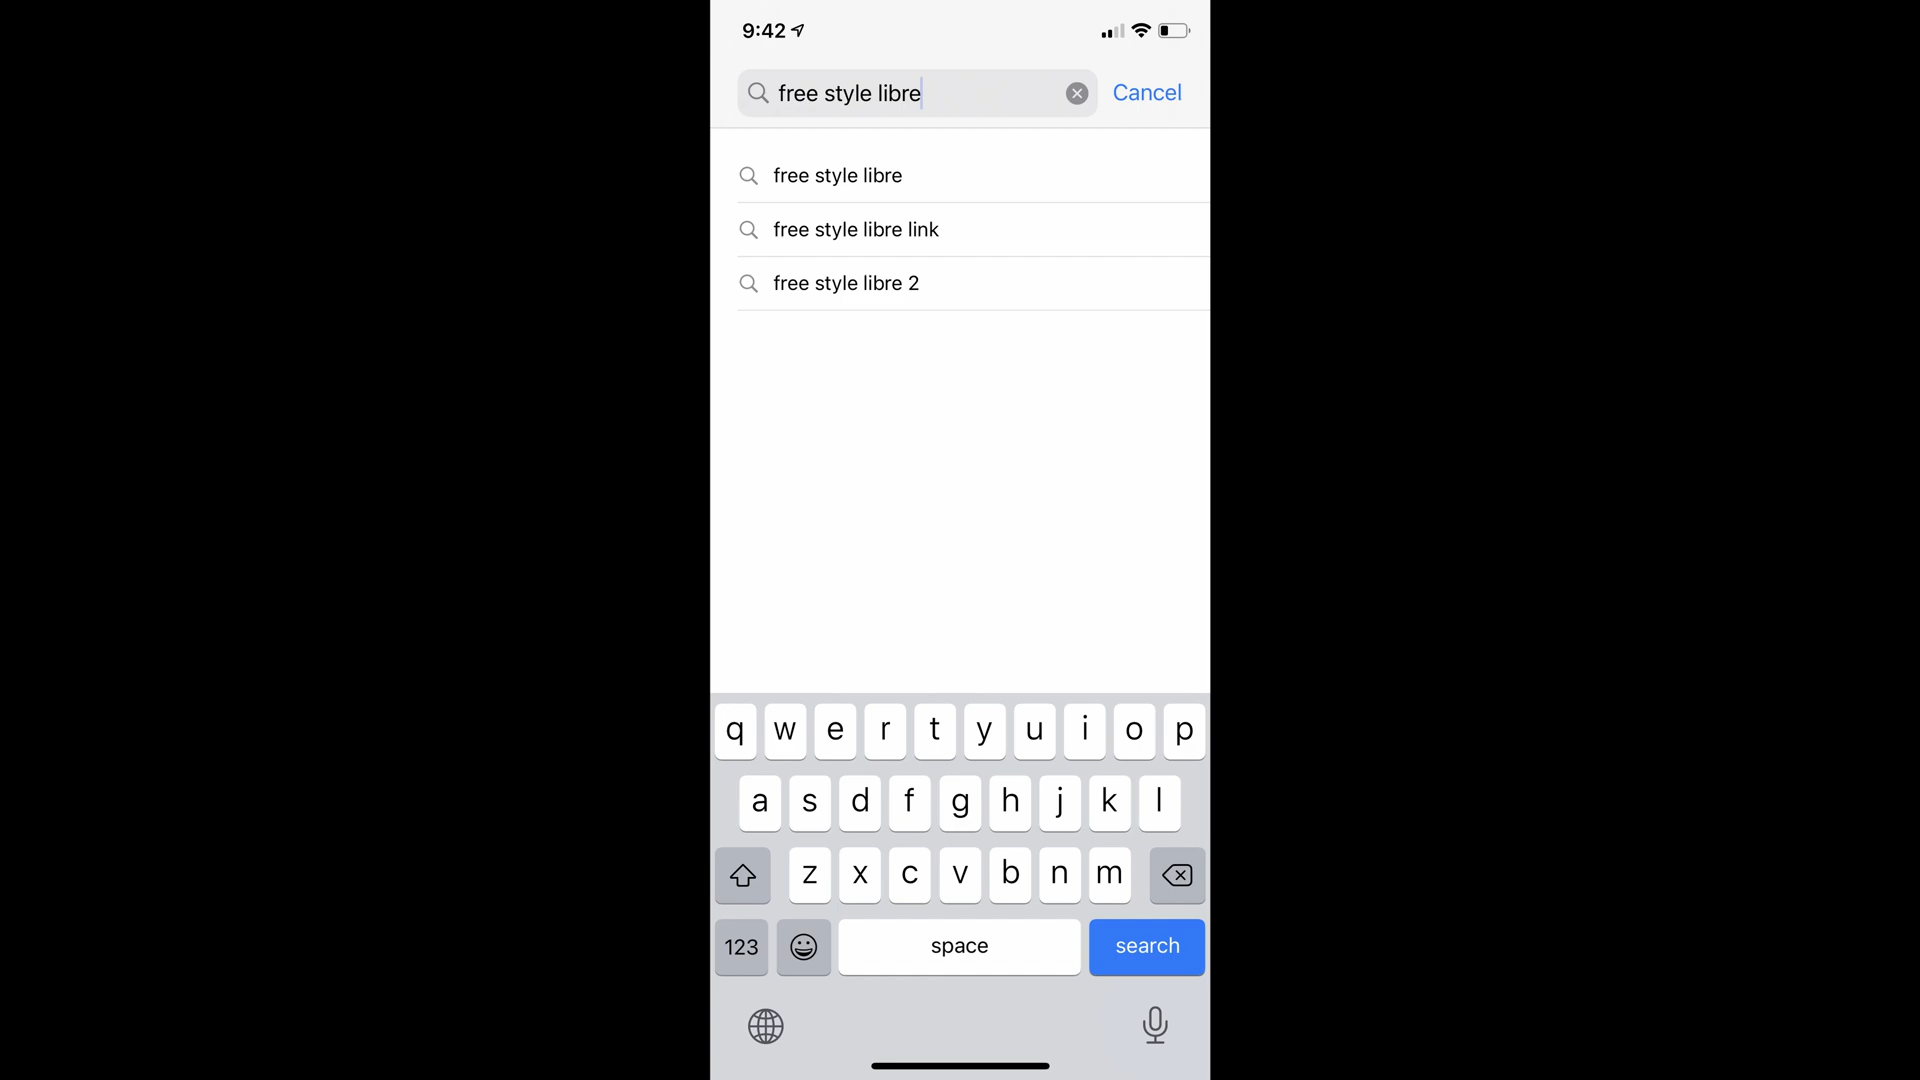 9:42
free style libre
Cancel
free style libre
free style libre link
free style libre 2
q w e r t y u i o p
a s d f g h j k l
z x c v b n m
123 space search